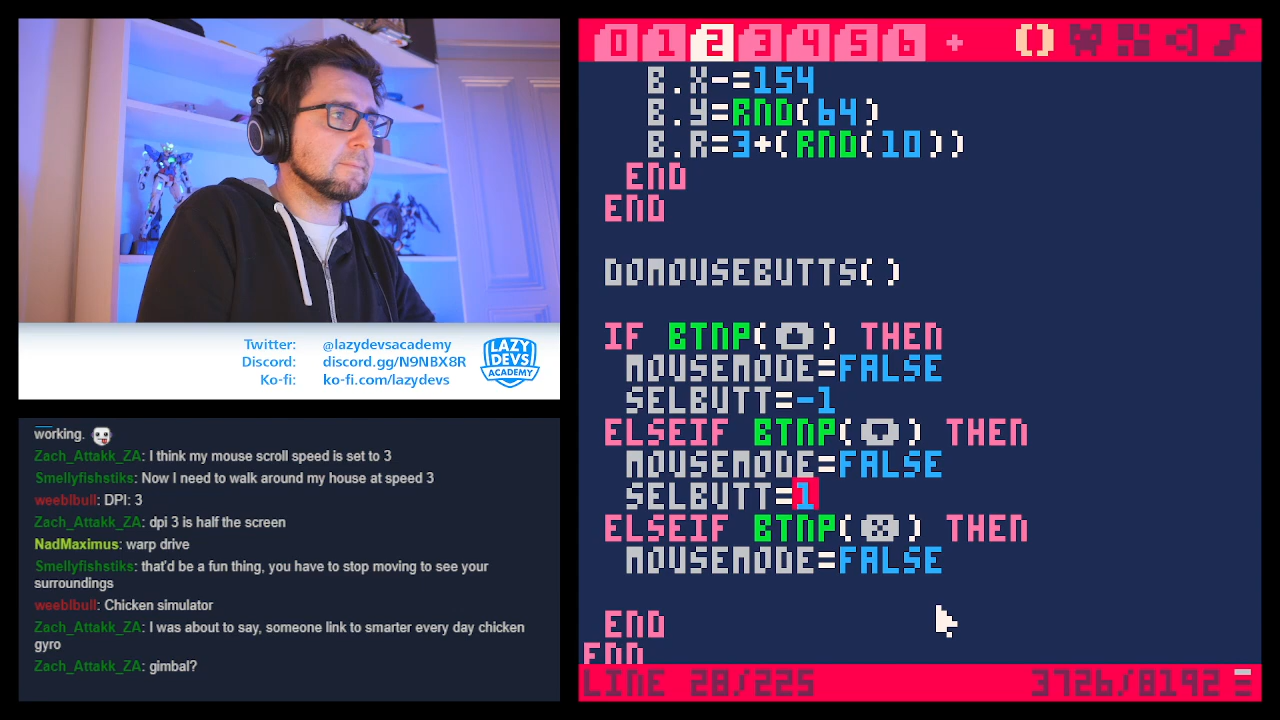 Twitter: @lazydevsacademy
Discord: discord.gg/N9NBX8R
Ko-fi: ko-fi.com/lazydevs
LAZY
DEVS
ACADEMY
working.
Zach_Attakk_ZA: I think my mouse scroll speed is set to 3
Smellyfishstiks: Now I need to walk around my house at speed 3
weeblbull: DPI: 3
Zach_Attakk_ZA: dpi 3 is half the screen
NadMaximus: warp drive
Smellyfishstiks: that'd be a fun thing, you have to stop moving to see your
surroundings
weeblbull: Chicken simulator
Zach_Attakk_ZA: I was about to say, someone link to smarter every day chicken
gyro
Zach_Attakk_ZA: gimbal?
0 1 2 3 4 5 6 +
B.X-=154
B.Y=RND(64)
B.R=3+(RND(10))
END
END
DOMOUSEBUTTS()
IF BTNP(⬆️) THEN
MOUSEMODE=FALSE
SELBUTT=-1
ELSEIF BTNP(⬇️) THEN
MOUSEMODE=FALSE
SELBUTT=1
ELSEIF BTNP(❎) THEN
MOUSEMODE=FALSE
END
END
LINE 28/225 3726/8192